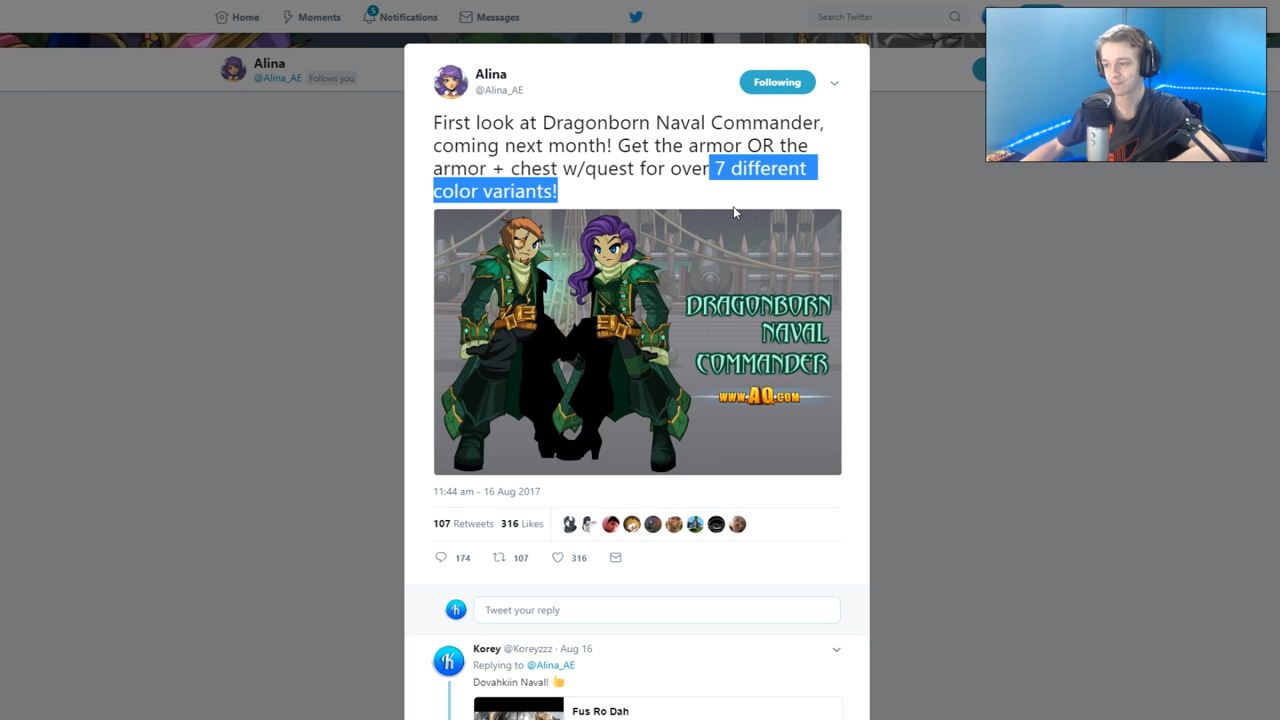 Home
Moments
5
Notifications
Messages
Search Twitter
Alina
@Alina_AE Follows you
Alina
@Alina_AE
Following
First look at Dragonborn Naval Commander,
coming next month! Get the armor OR the
armor + chest w/quest for over 7 different
color variants!
DRAGONBORN
NAVAL
COMMANDER
WWW.AQ.COM
11:44 am - 16 Aug 2017
107 Retweets 316 Likes
174 107 316
K
Tweet your reply
K
Korey @Koreyzzz · Aug 16
Replying to @Alina_AE
Dovahkiin Naval! 👍
Fus Ro Dah